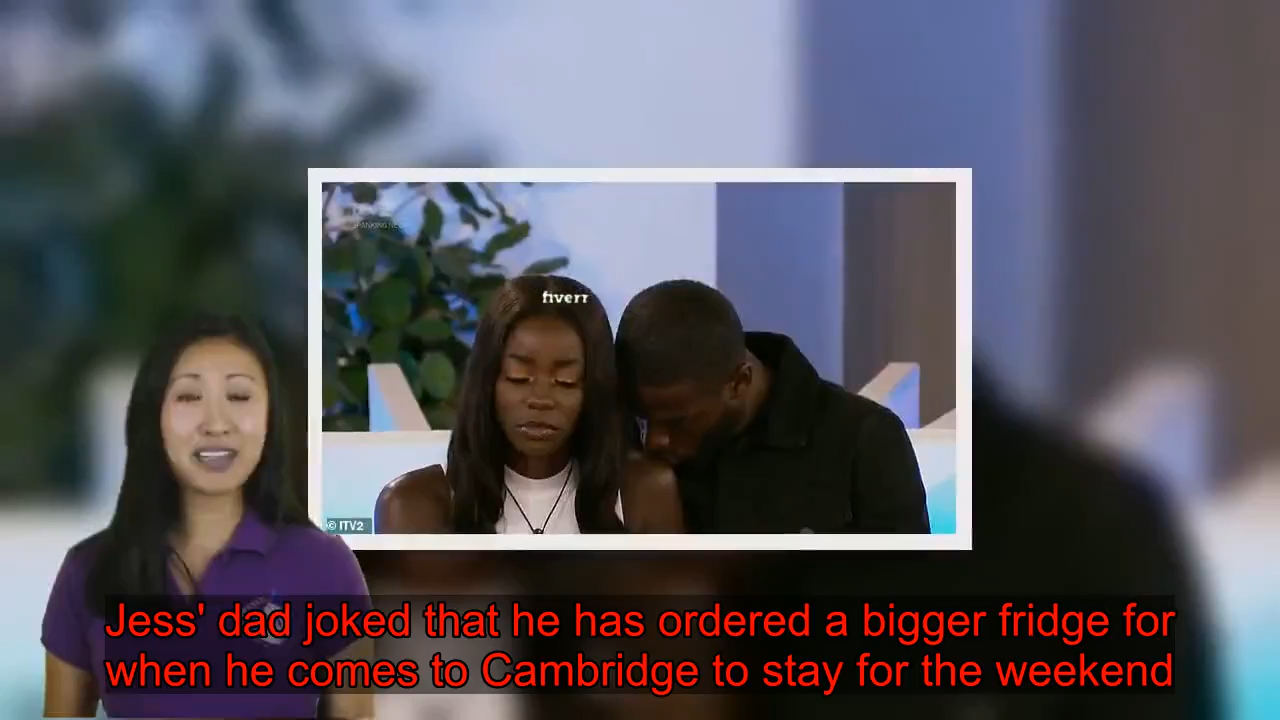 fiverr
© ITV2
Jess' dad joked that he has ordered a bigger fridge for
when he comes to Cambridge to stay for the weekend